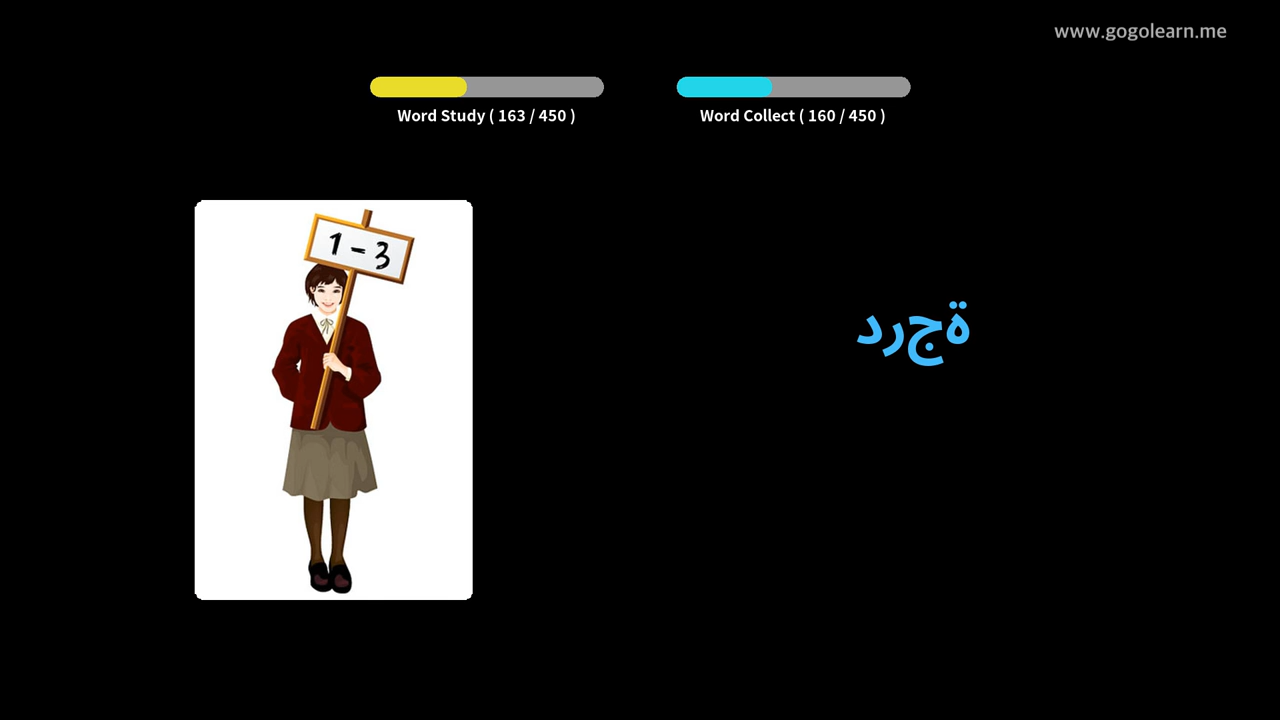 www.gogolearn.me
Word Study ( 163 / 450 )
Word Collect ( 160 / 450 )
1 - 3
درجة